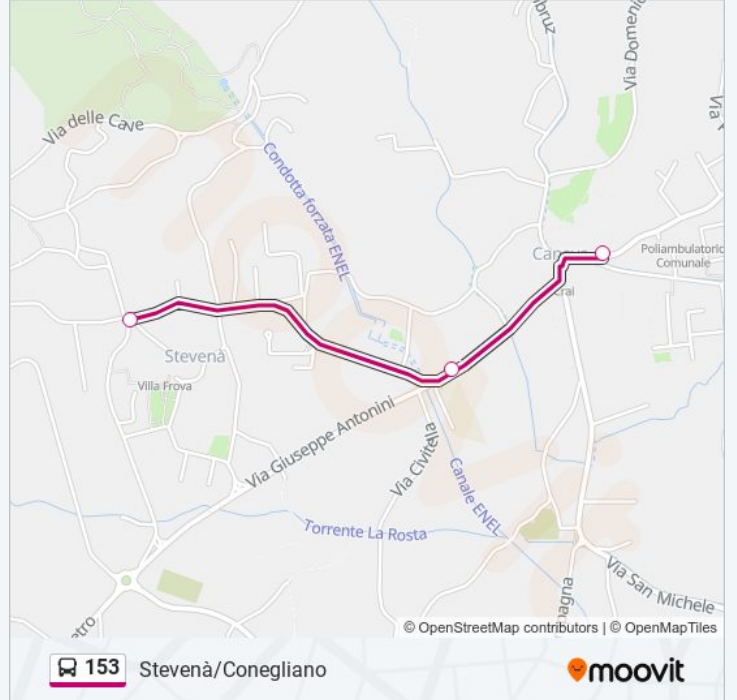 Via Domenic
Via delle Cave
Condotta forzata ENEL
Poliambulatorio
Comunale
Stevenà
Villa Frova
Via Giuseppe Antonini
Via Civitella
Canale ENEL
Torrente La Rosta
Via San Michele
© OpenStreetMap contributors | © OpenMapTiles
153 Stevenà/Conegliano
moovit